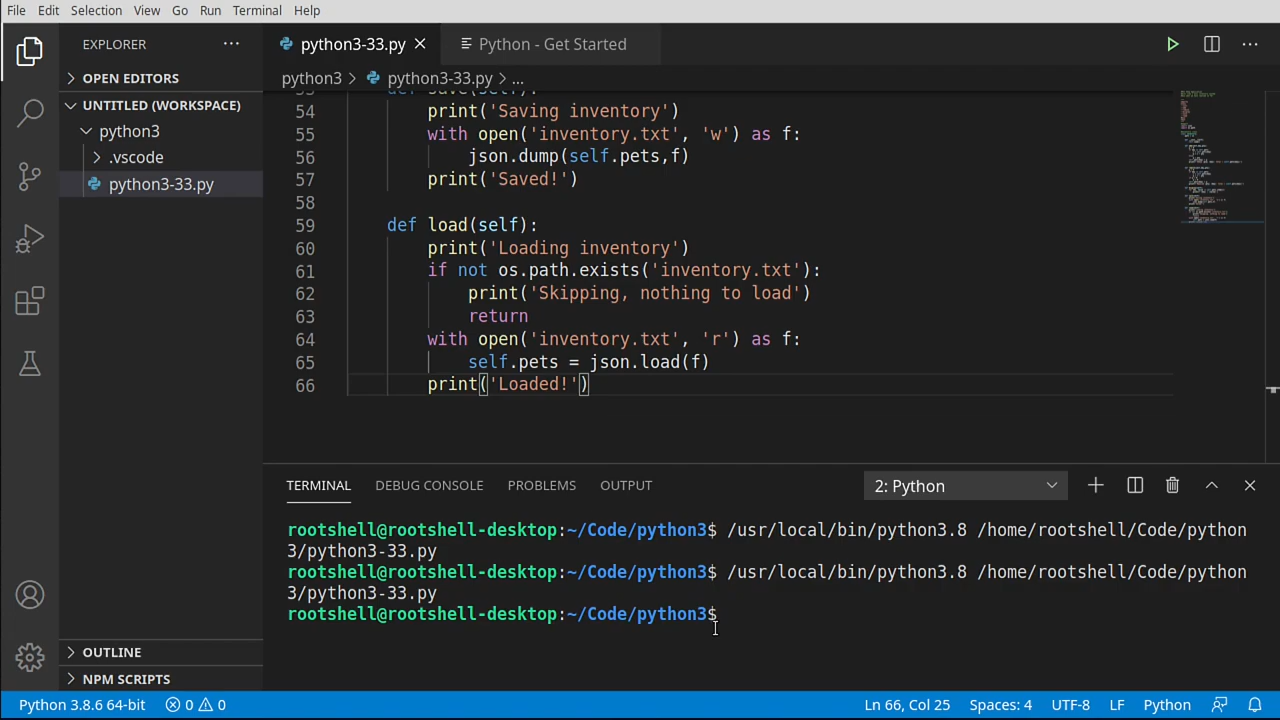 File Edit Selection View Go Run Terminal Help
EXPLORER
python3-33.py
Python - Get Started
OPEN EDITORS
python3 > python3-33.py > ...
UNTITLED (WORKSPACE)
python3
.vscode
python3-33.py
def save(self):
54 print('Saving inventory')
55 with open('inventory.txt', 'w') as f:
56 json.dump(self.pets,f)
57 print('Saved!')
58
59 def load(self):
60 print('Loading inventory')
61 if not os.path.exists('inventory.txt'):
62 print('Skipping, nothing to load')
63 return
64 with open('inventory.txt', 'r') as f:
65 self.pets = json.load(f)
66 print('Loaded!')
TERMINAL DEBUG CONSOLE PROBLEMS OUTPUT 2: Python
rootshell@rootshell-desktop:~/Code/python3$ /usr/local/bin/python3.8 /home/rootshell/Code/python
3/python3-33.py
rootshell@rootshell-desktop:~/Code/python3$ /usr/local/bin/python3.8 /home/rootshell/Code/python
3/python3-33.py
rootshell@rootshell-desktop:~/Code/python3$
OUTLINE
NPM SCRIPTS
Python 3.8.6 64-bit 0 0 Ln 66, Col 25 Spaces: 4 UTF-8 LF Python